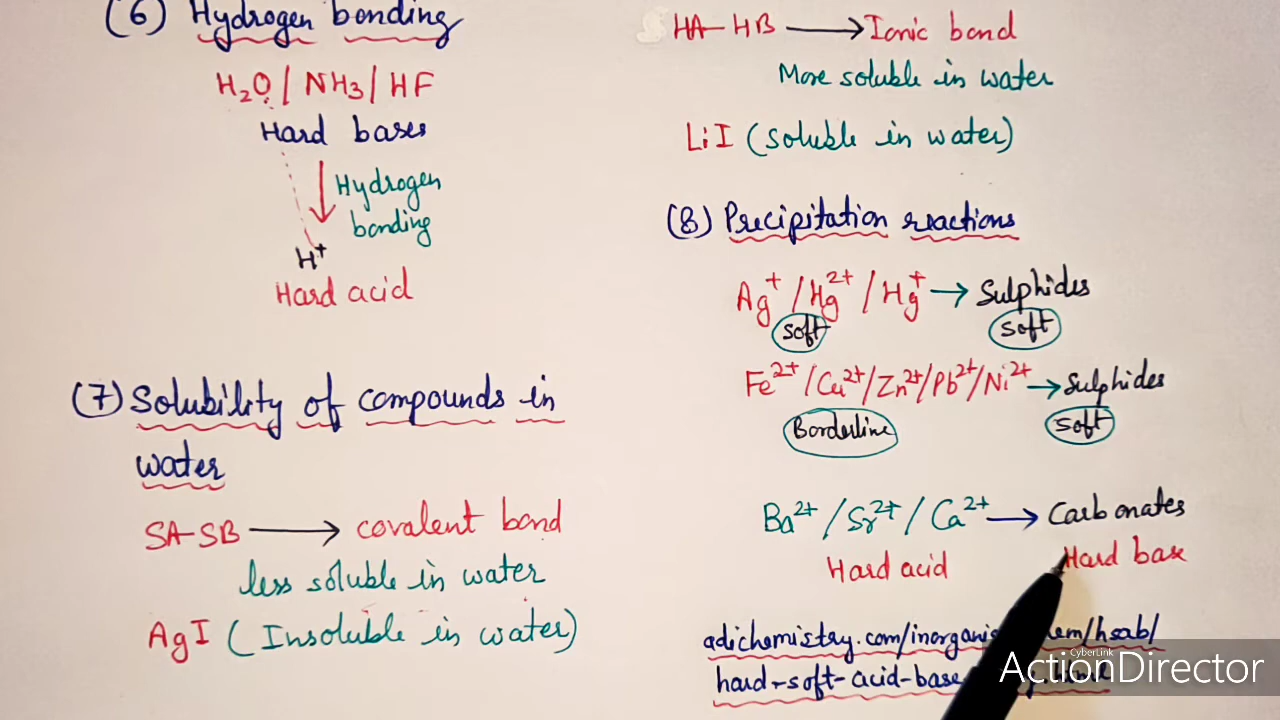 (6) Hydrogen bonding
H₂O / NH₃ / HF
Hard bases
Hydrogen
bonding
H⁺
Hard acid
(7) Solubility of compounds in
water
SA-SB → covalent bond
less soluble in water
AgI (Insoluble in water)
HA-HB → Ionic bond
More soluble in water
LiI (soluble in water)
(8) Precipitation reactions
Ag⁺ / Hg²⁺ / Hg⁺ → Sulphides
soft soft
Fe²⁺ / Cu²⁺ / Zn²⁺ / Pb²⁺ / Ni²⁺ → Sulphides
Borderline soft
Ba²⁺ / Sr²⁺ / Ca²⁺ → Carbonates
Hard acid Hard base
adichemistry.com/inorganic em/hsab/
hard-soft-acid-base
CyberLink
ActionDirector